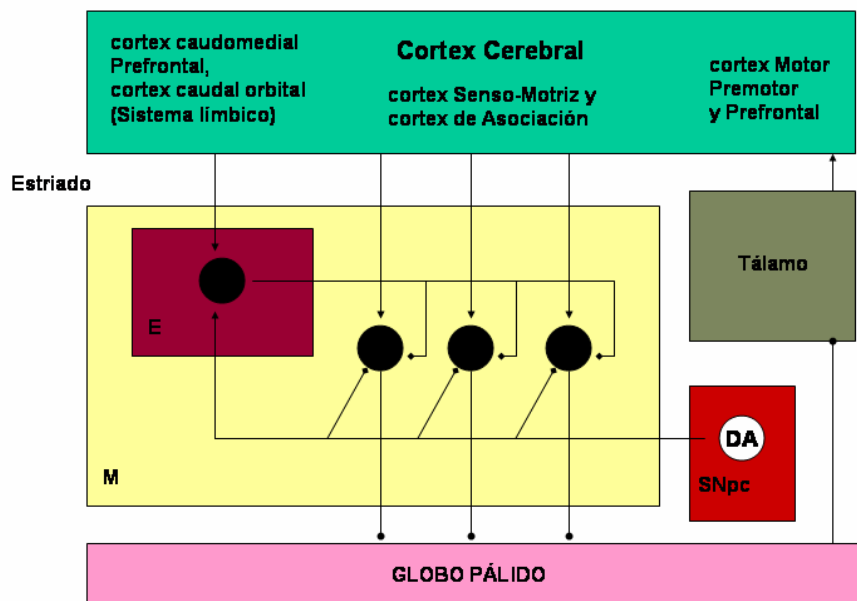 cortex caudomedial
Prefrontal,
cortex caudal orbital
(Sistema límbico)
Cortex Cerebral
cortex Senso-Motriz y
cortex de Asociación
cortex Motor
Premotor
y Prefrontal
Estriado
Tálamo
E
M
DA
SNpc
GLOBO PÁLIDO